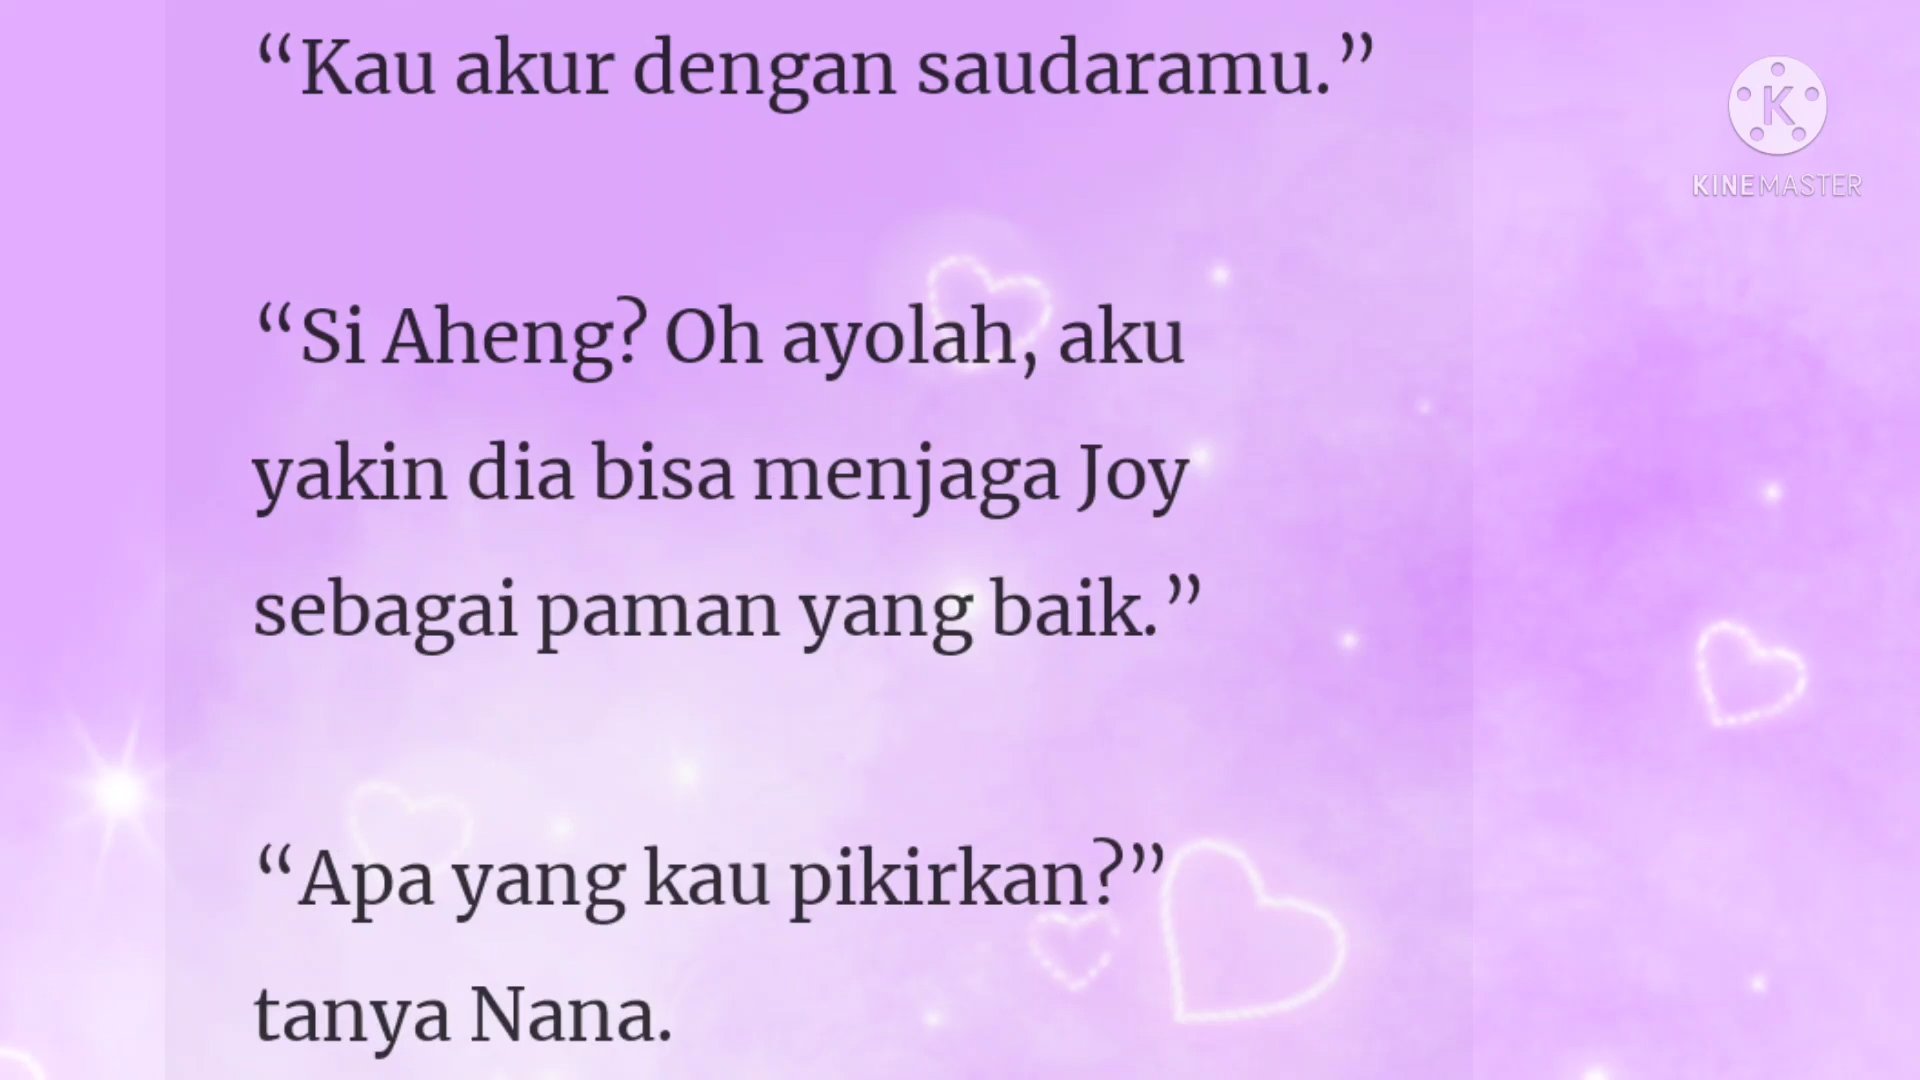 “Kau akur dengan saudaramu.”
“Si Aheng? Oh ayolah, aku
yakin dia bisa menjaga Joy
sebagai paman yang baik.”
“Apa yang kau pikirkan?”
tanya Nana.
K
KINEMASTER